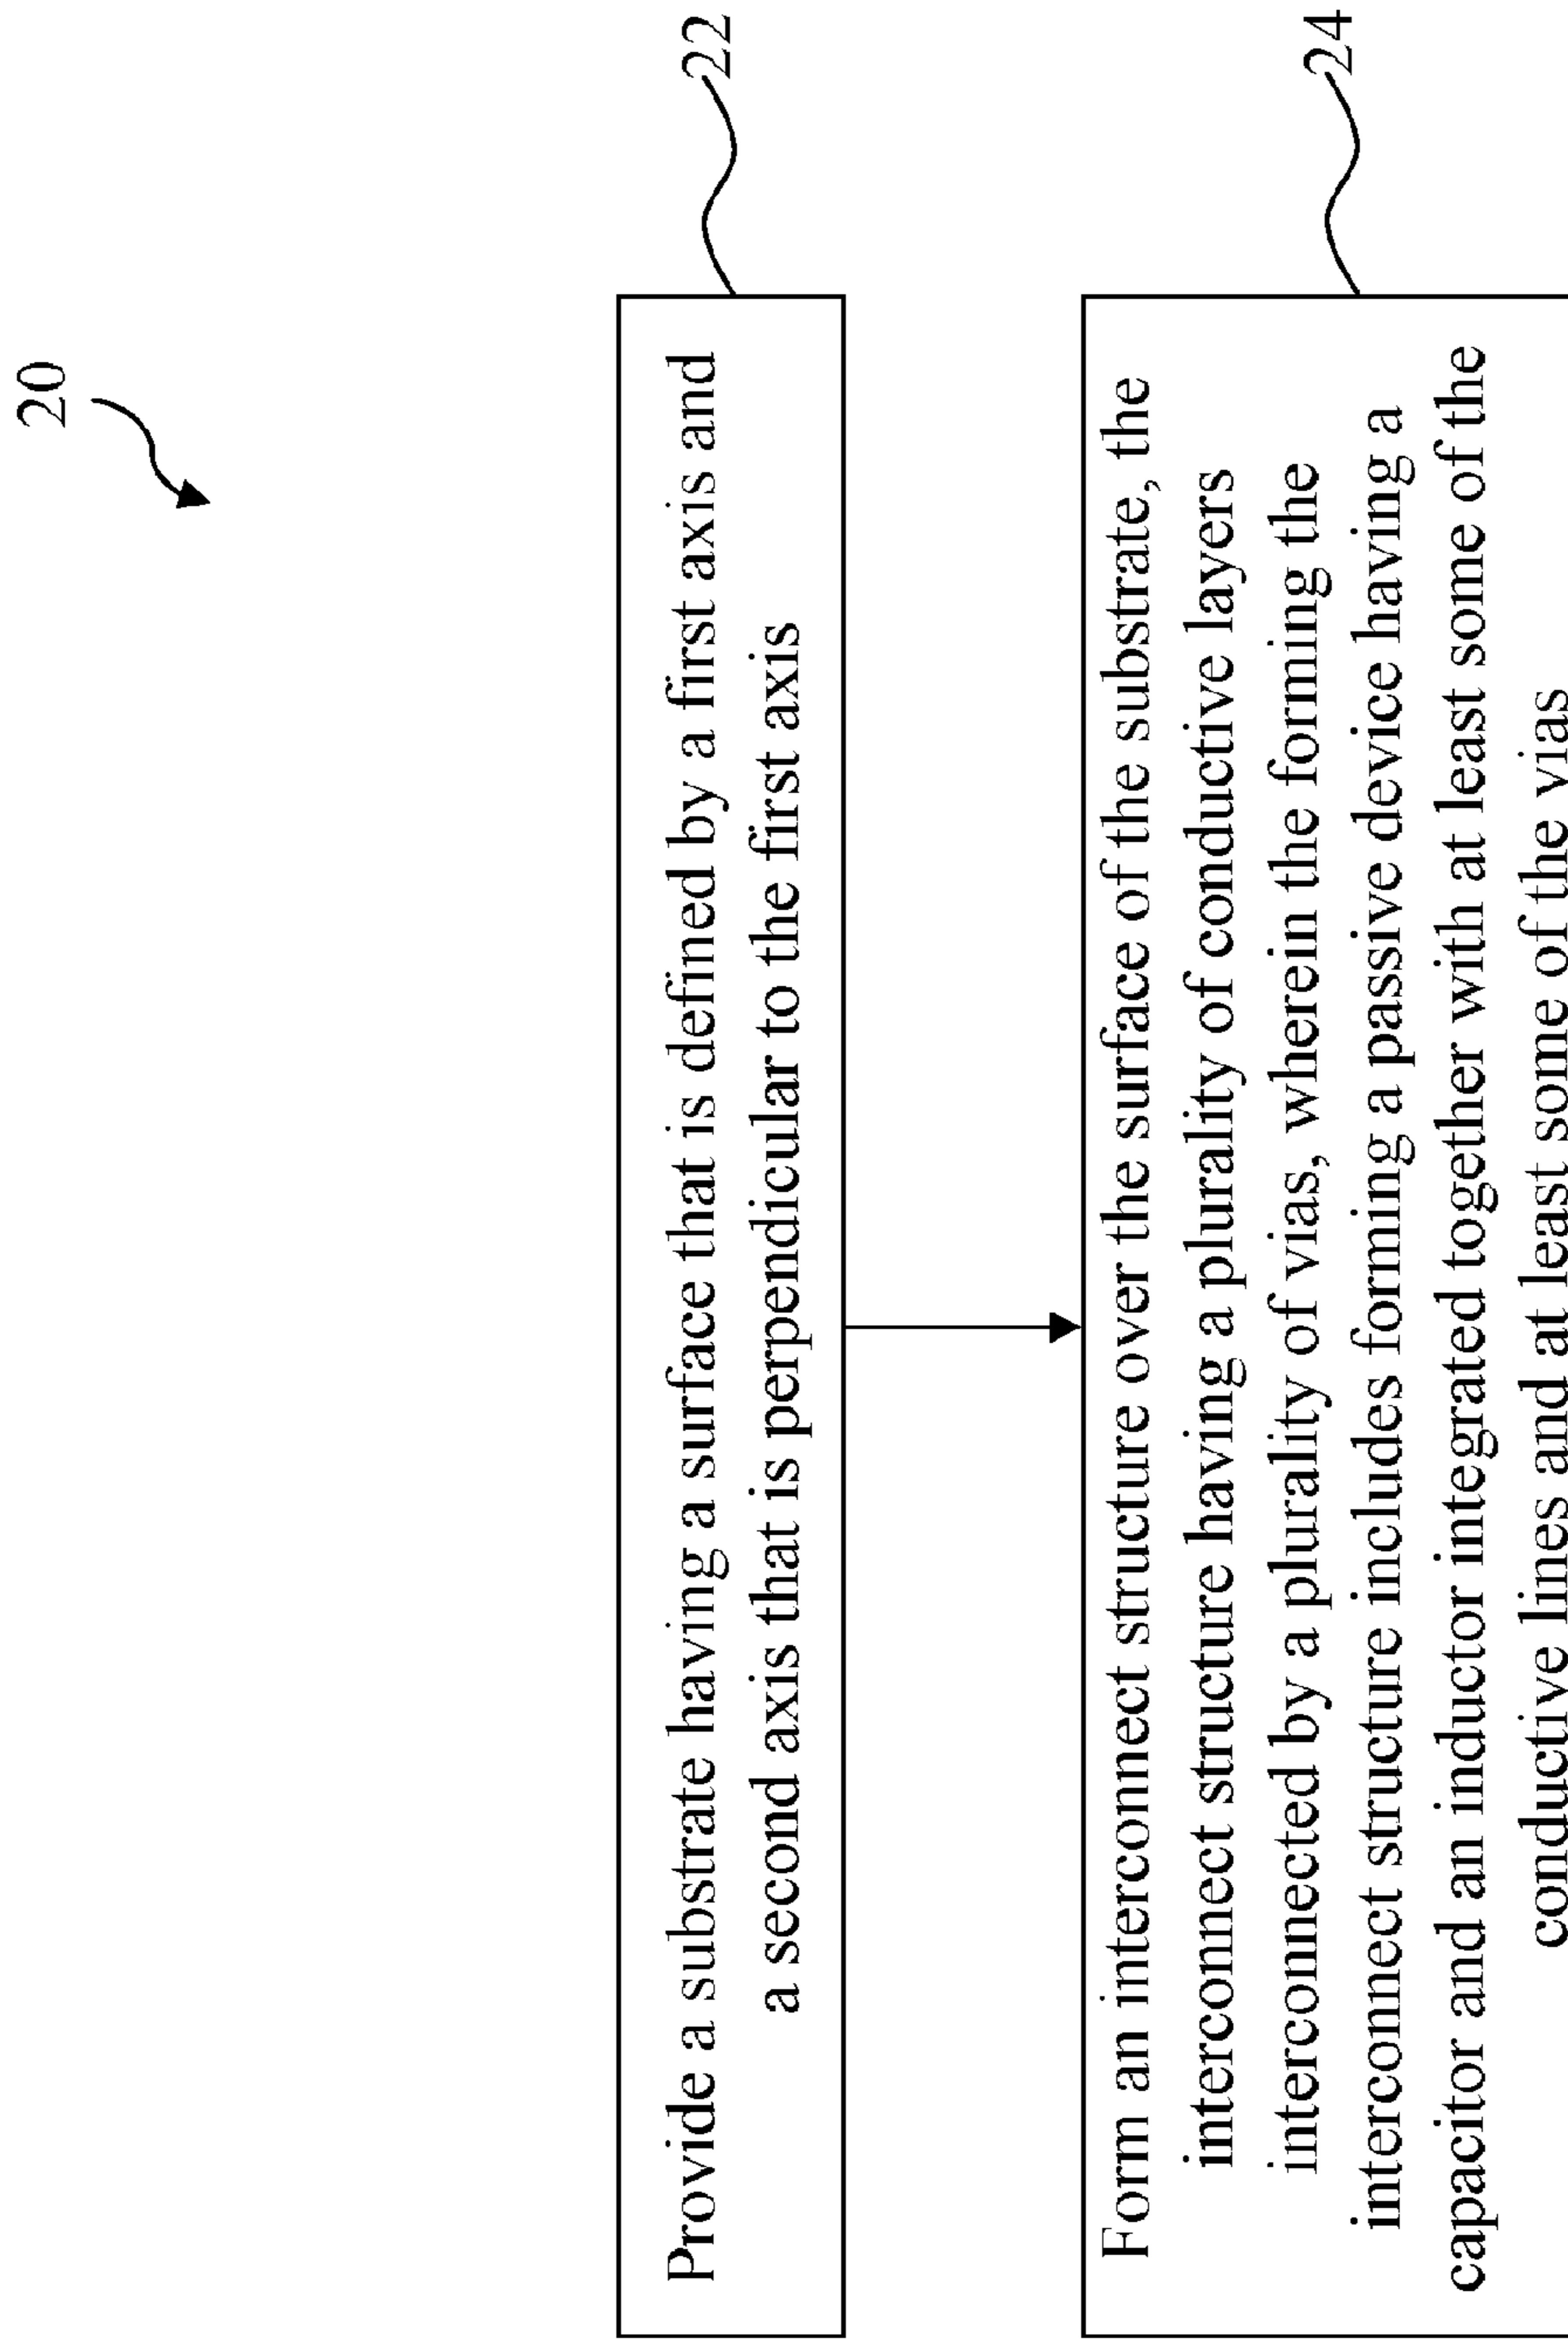 20
22
Provide a substrate having a surface that is defined by a first axis and
a second axis that is perpendicular to the first axis
24
Form an interconnect structure over the surface of the substrate, the
interconnect structure having a plurality of conductive layers
interconnected by a plurality of vias, wherein the forming the
interconnect structure includes forming a passive device having a
capacitor and an inductor integrated together with at least some of the
conductive lines and at least some of the vias